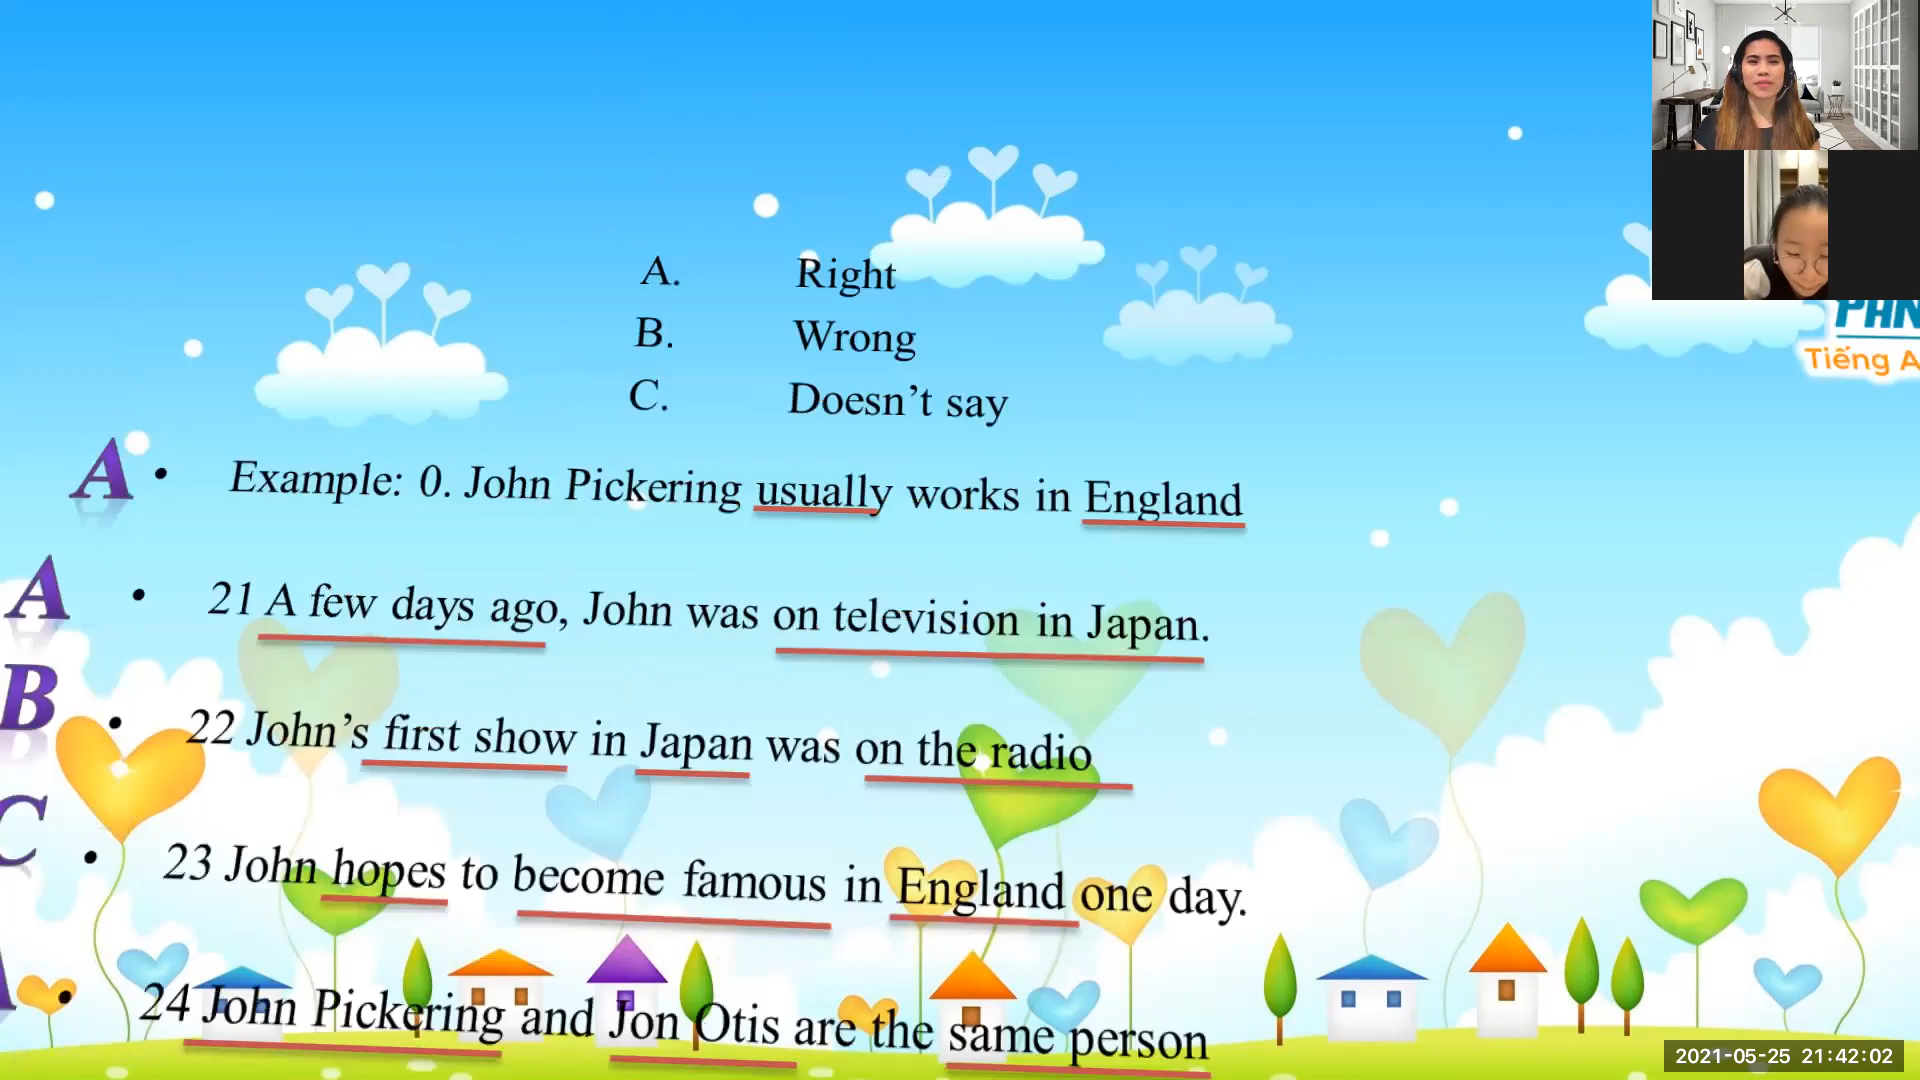 A. Right
B. Wrong
C. Doesn't say
A • Example: 0. John Pickering usually works in England
A • 21 A few days ago, John was on television in Japan.
B • 22 John's first show in Japan was on the radio
C • 23 John hopes to become famous in England one day.
• 24 John Pickering and Jon Otis are the same person
Tiếng
2021-05-25 21:42:02